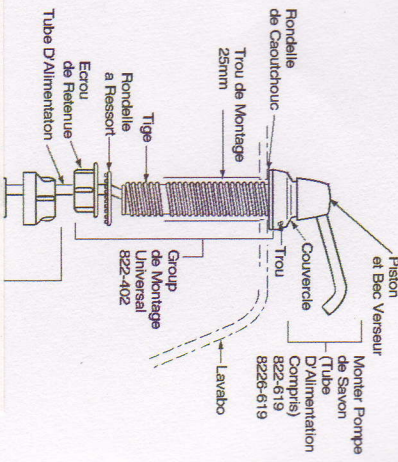 Piston
et Bec Verseur
Monter Pompe
de Savon
(Tube
D'Alimentation
Compris)
822-619
8226-619
Couvercle
Trou
Lavabo
Rondelle
de Caoutchouc
Trou de Montage
25mm
Group
de Montage
Universal
822-402
Tige
Rondelle
a Ressort
Ecrou
de Retenue
Tube D'Alimentaton